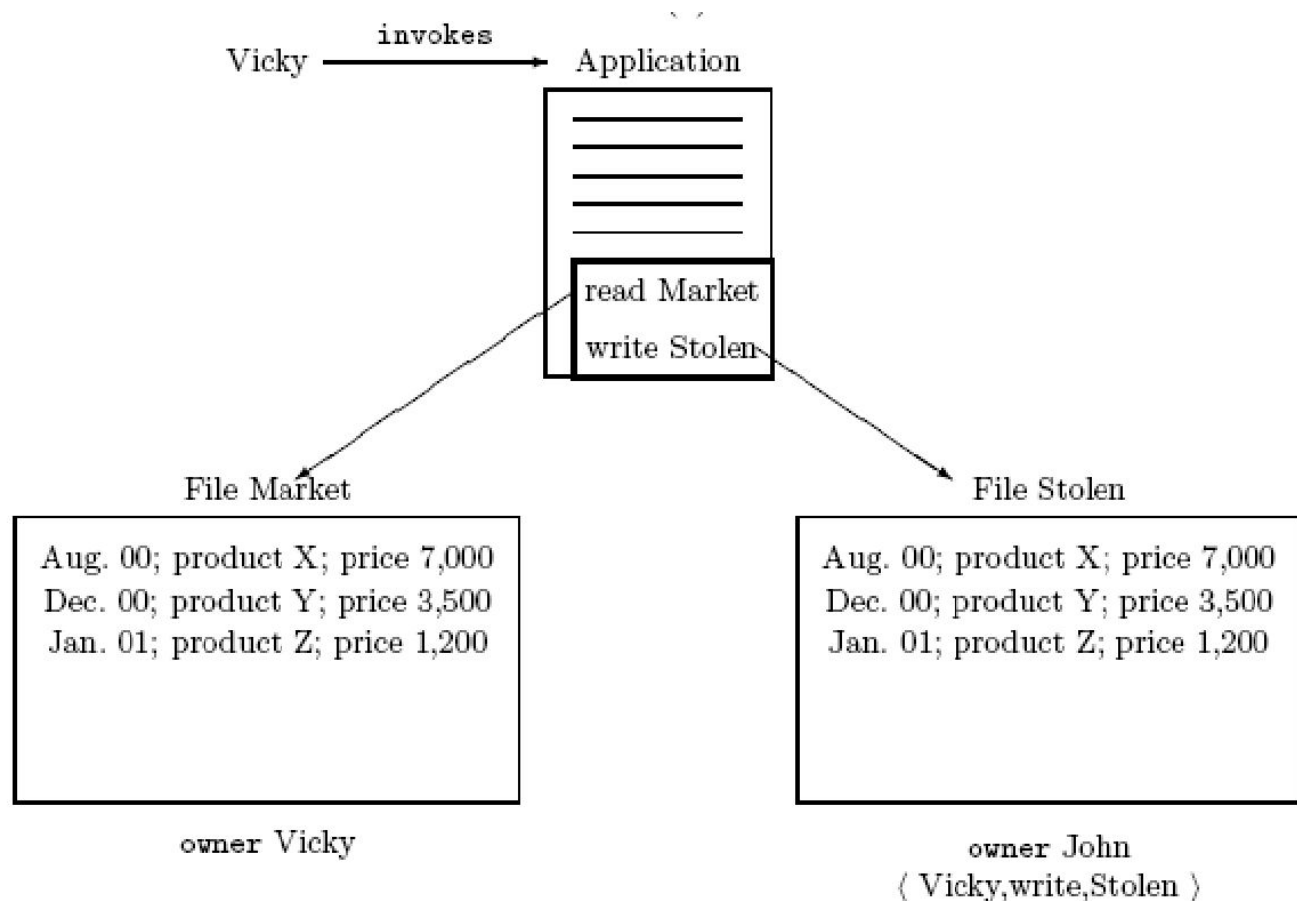 invokes
Vicky
Application
read Market
write Stolen
File Market
File Stolen
Aug. 00; product X; price 7,000
Dec. 00; product Y; price 3,500
Jan. 01; product Z; price 1,200
Aug. 00; product X; price 7,000
Dec. 00; product Y; price 3,500
Jan. 01; product Z; price 1,200
owner Vicky
owner John
⟨ Vicky,write,Stolen ⟩